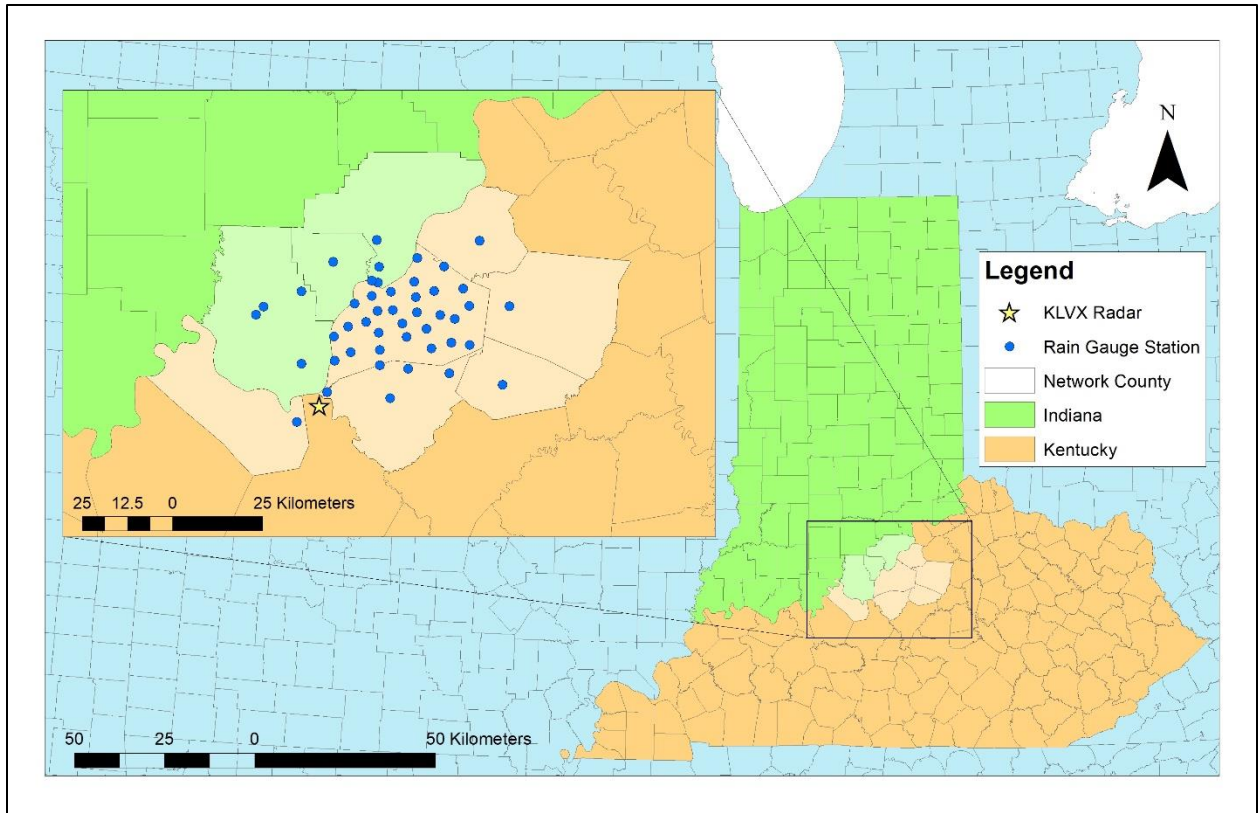 N
Legend
KLVX Radar
Rain Gauge Station
Network County
Indiana
Kentucky
25 12.5 0 25 Kilometers
50 25 0 50 Kilometers